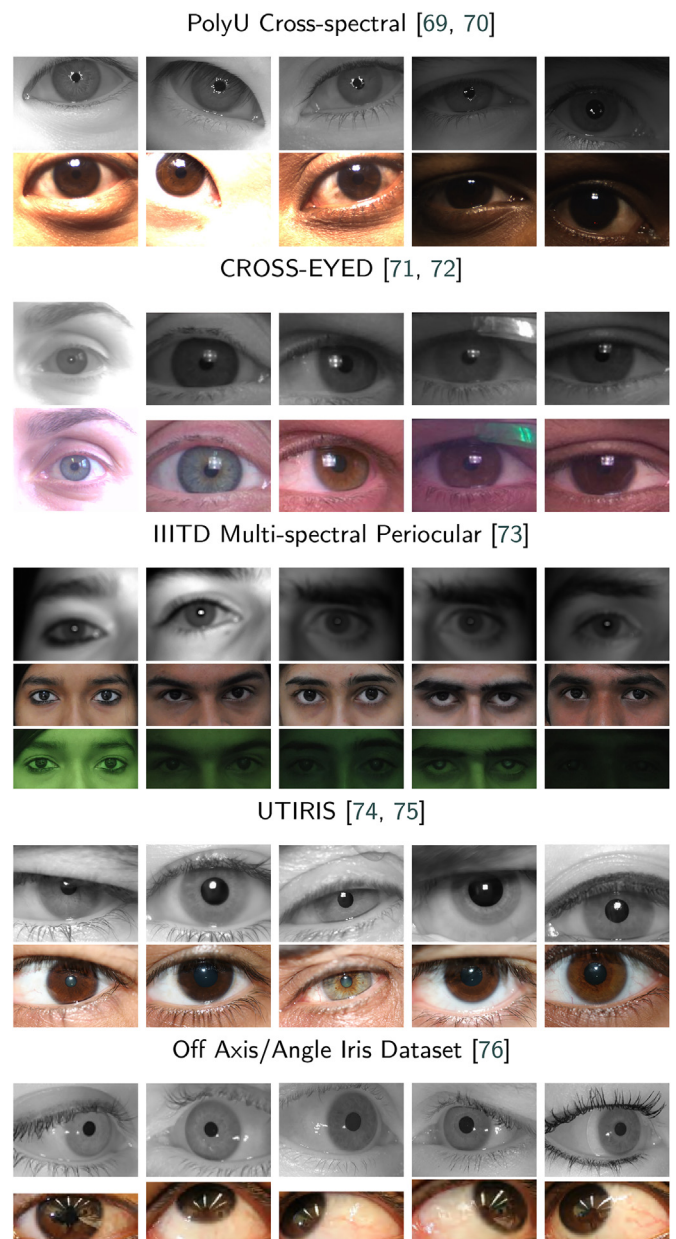 PolyU Cross-spectral [69, 70]
CROSS-EYED [71, 72]
IIITD Multi-spectral Periocular [73]
UTIRIS [74, 75]
Off Axis/Angle Iris Dataset [76]